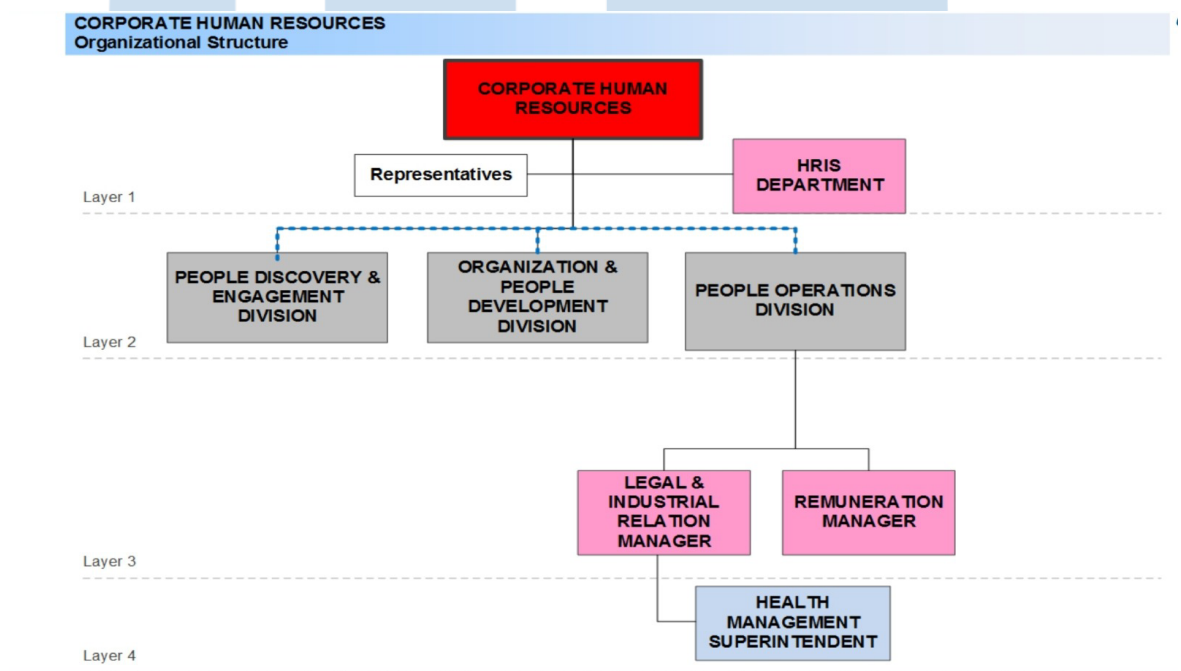 CORPORATE HUMAN RESOURCES
Organizational Structure
CORPORATE HUMAN
RESOURCES
Representatives
HRIS
DEPARTMENT
Layer 1
PEOPLE DISCOVERY &
ENGAGEMENT
DIVISION
ORGANIZATION &
PEOPLE
DEVELOPMENT
DIVISION
PEOPLE OPERATIONS
DIVISION
Layer 2
LEGAL &
INDUSTRIAL
RELATION
MANAGER
REMUNERATION
MANAGER
Layer 3
HEALTH
MANAGEMENT
SUPERINTENDENT
Layer 4